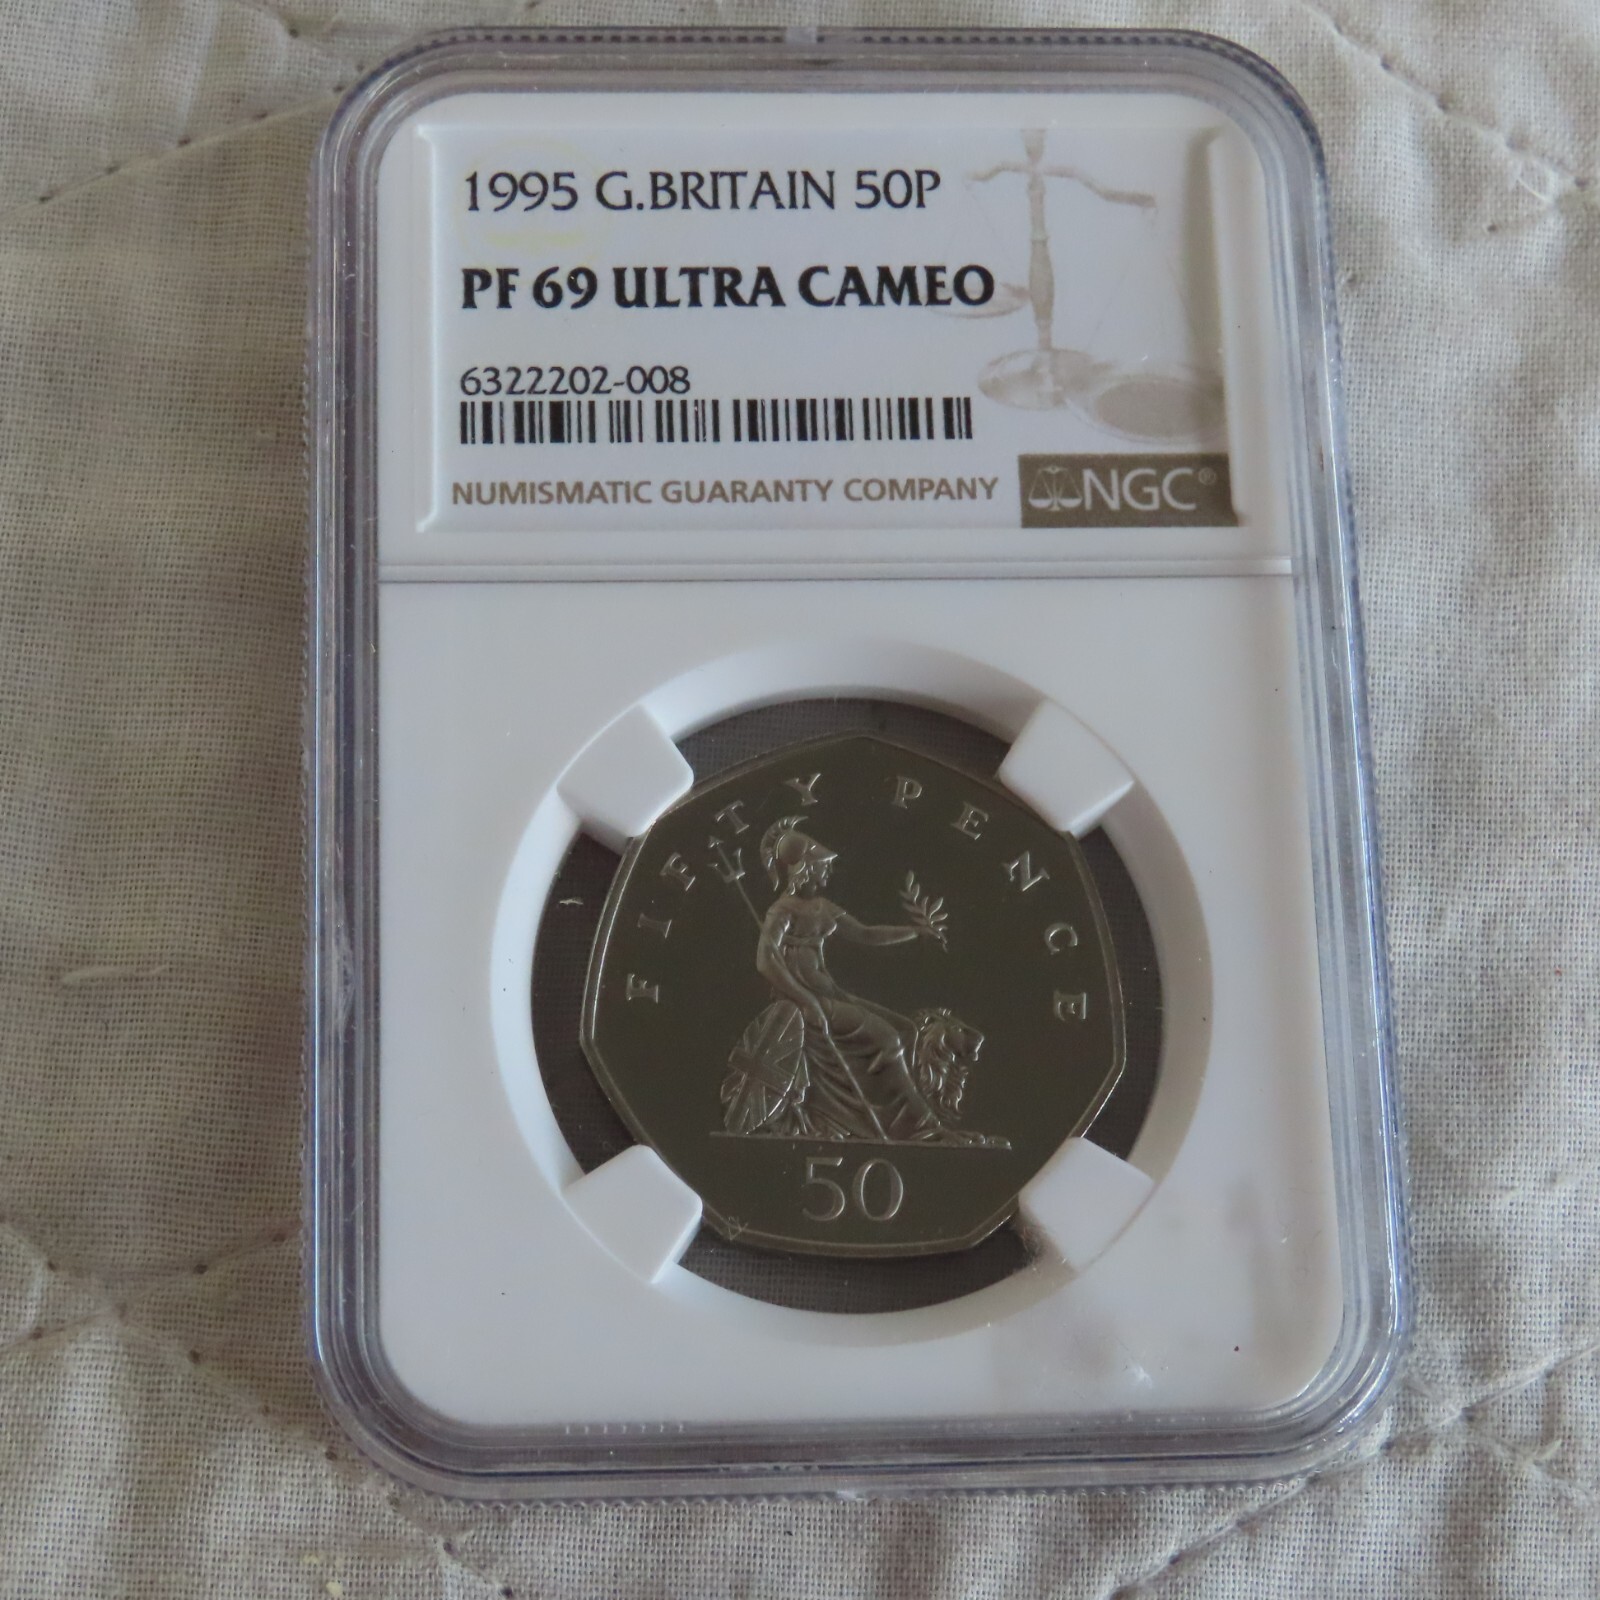 1995 G.BRITAIN 50P
PF 69 ULTRA CAMEO
6322202-008
NUMISMATIC GUARANTY COMPANY NGC®
FIFTY PENCE
50